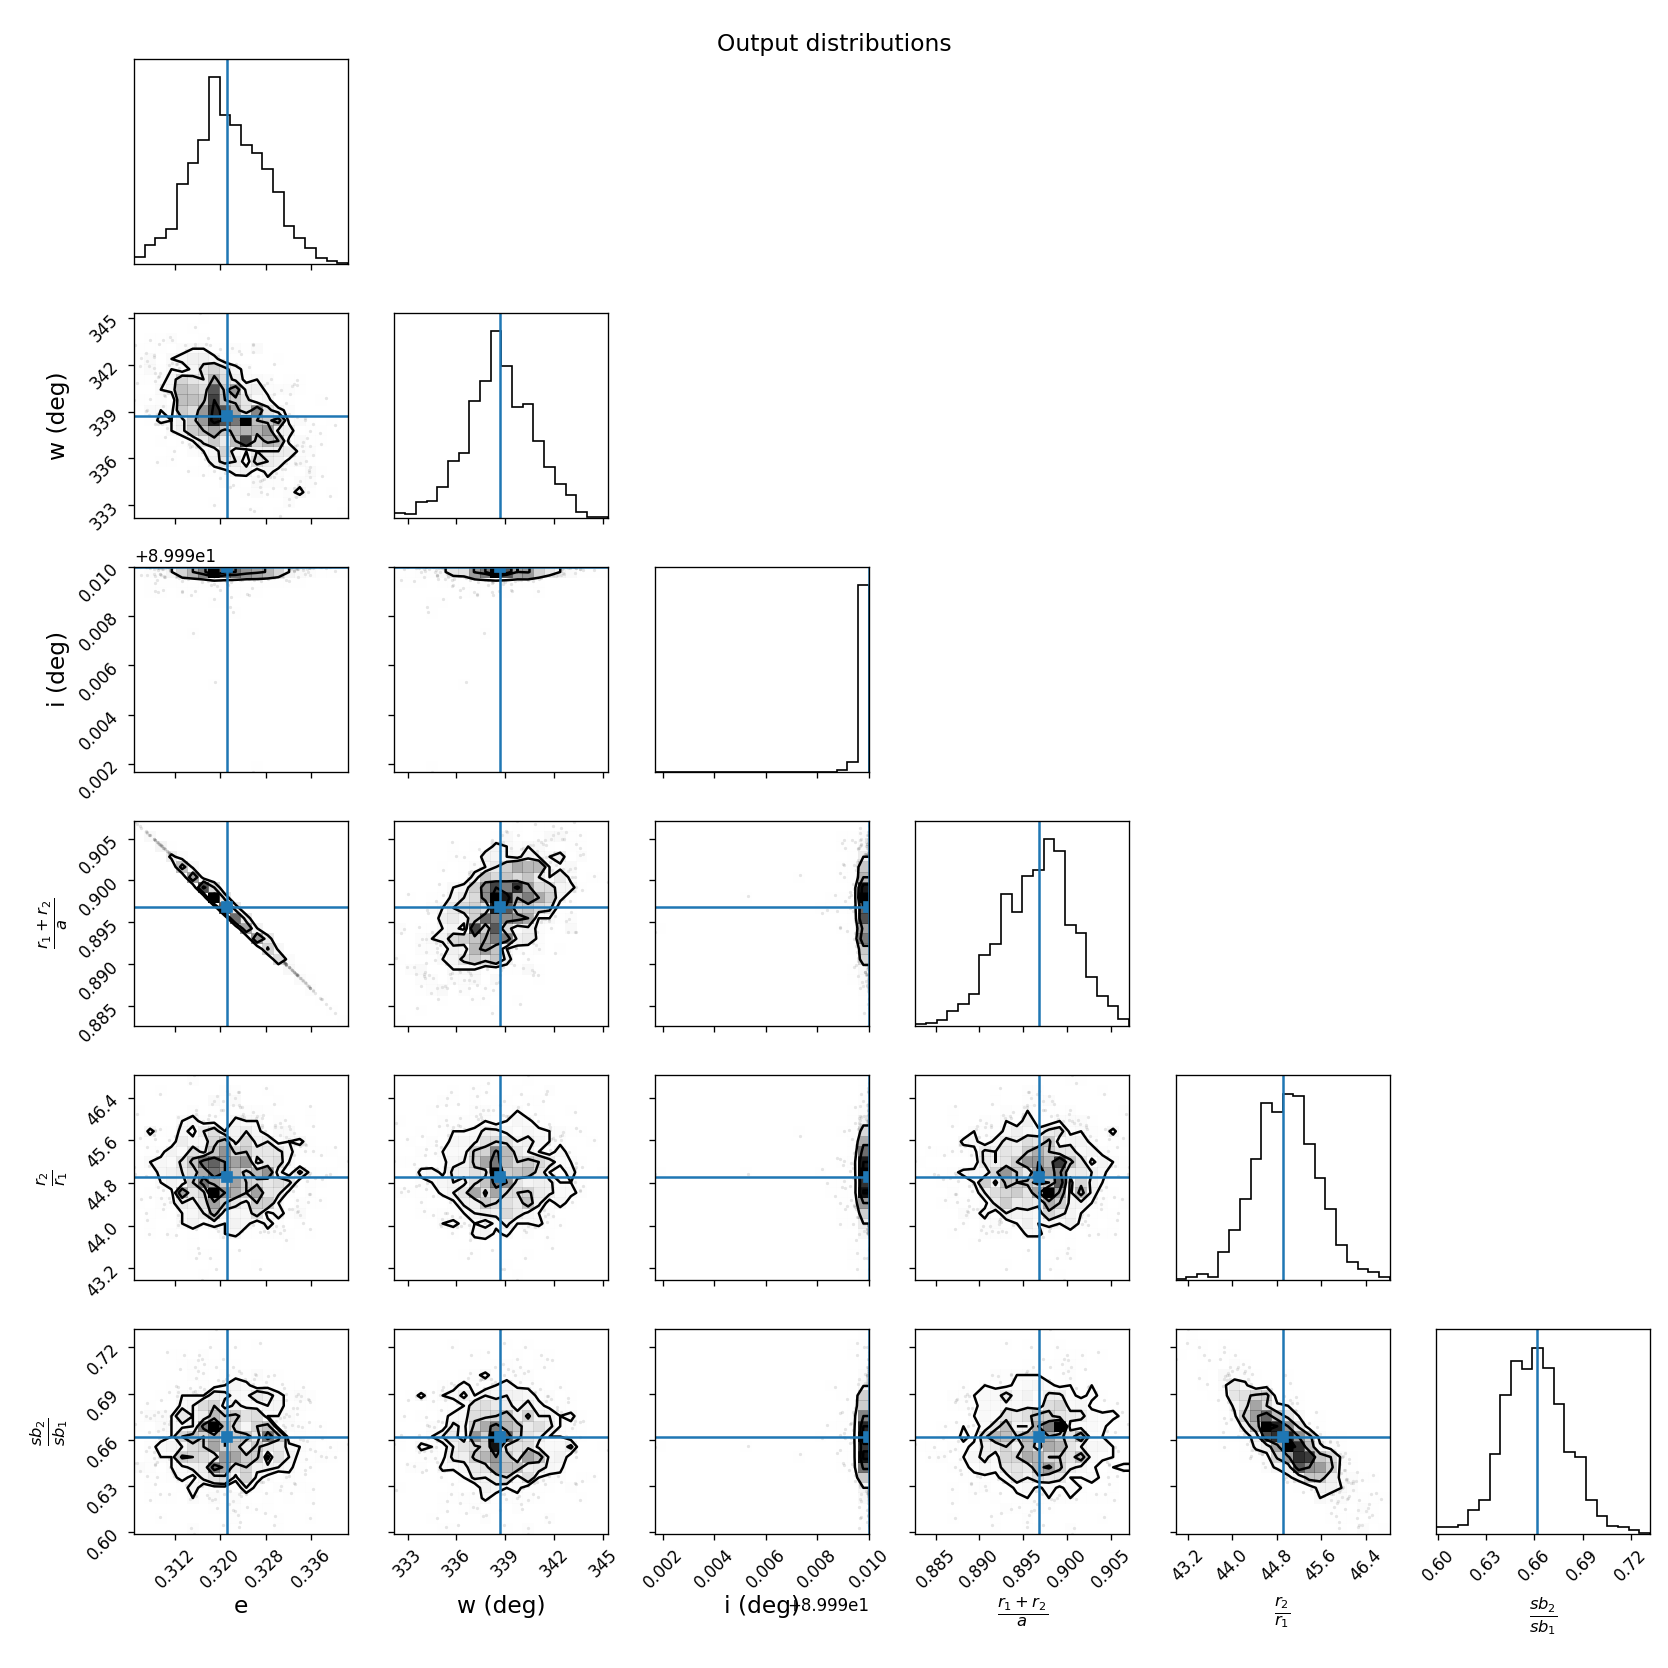 Output distributions
w (deg)
345
342
339
336
333
+8.999e1
i (deg)
0.010
0.008
0.006
0.004
0.002
r₁ + r₂
a
0.905
0.900
0.895
0.890
0.885
r₂
r₁
46.4
45.6
44.8
44.0
43.2
sb₂
sb₁
0.72
0.69
0.66
0.63
0.60
0.312 0.320 0.328 0.336 333 336 339 342 345 0.002 0.004 0.006 0.008 0.010 0.885 0.890 0.895 0.900 0.905 43.2 44.0 44.8 45.6 46.4 0.60 0.63 0.66 0.69 0.72
e w (deg) i (deg) +8.999e1 r₁ + r₂ r₂ sb₂
a r₁ sb₁